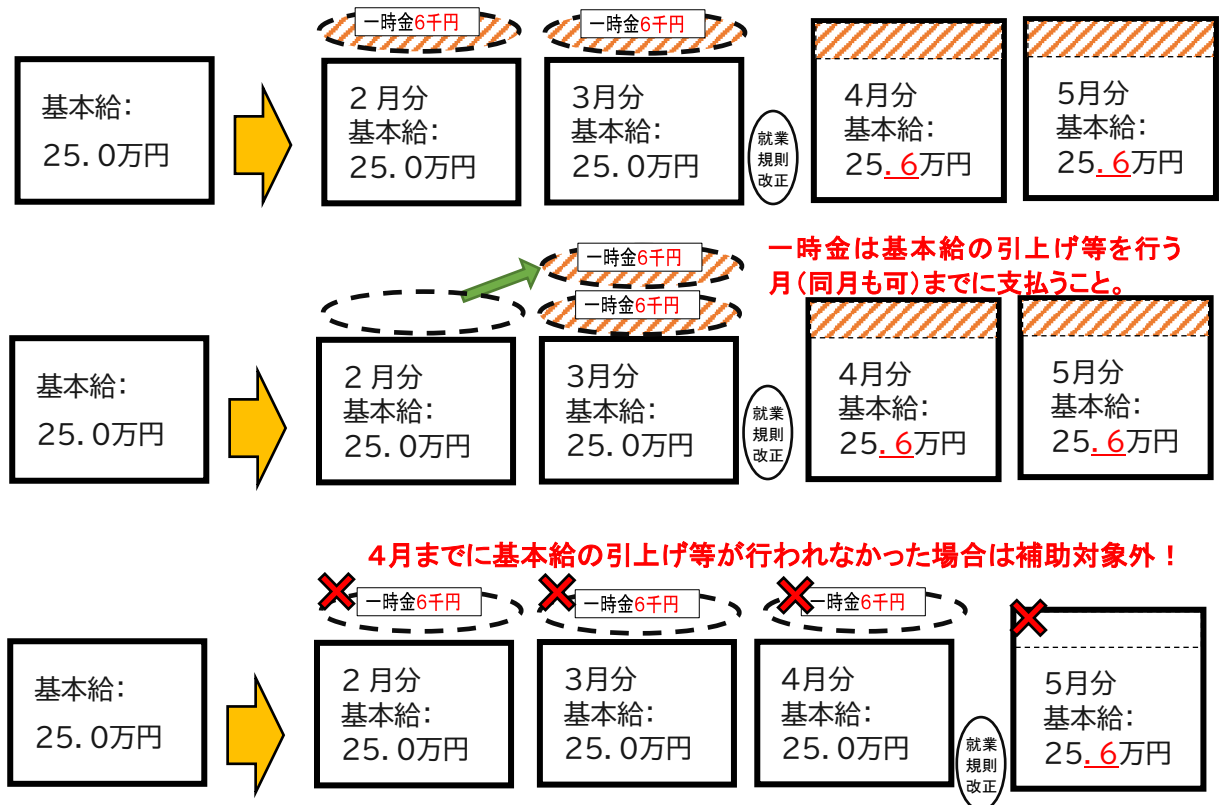 一時金6千円
一時金6千円
基本給：
25.0万円
２月分
基本給：
25.0万円
3月分
基本給：
25.0万円
就業
規則
改正
4月分
基本給：
25.6万円
5月分
基本給：
25.6万円
一時金は基本給の引上げ等を行う
月（同月も可）までに支払うこと。
一時金6千円
一時金6千円
基本給：
25.0万円
２月分
基本給：
25.0万円
3月分
基本給：
25.0万円
就業
規則
改正
4月分
基本給：
25.6万円
5月分
基本給：
25.6万円
４月までに基本給の引上げ等が行われなかった場合は補助対象外！
一時金6千円
一時金6千円
一時金6千円
基本給：
25.0万円
２月分
基本給：
25.0万円
3月分
基本給：
25.0万円
4月分
基本給：
25.0万円
就業
規則
改正
5月分
基本給：
25.6万円